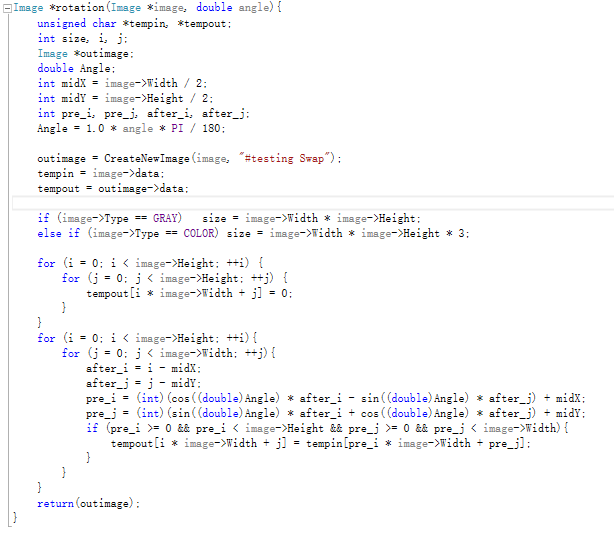 Image *rotation(Image *image, double angle){
unsigned char *tempin, *tempout;
int size, i, j;
Image *outimage;
double Angle;
int midX = image->Width / 2;
int midY = image->Height / 2;
int pre_i, pre_j, after_i, after_j;
Angle = 1.0 * angle * PI / 180;
outimage = CreateNewImage(image, "#testing Swap");
tempin = image->data;
tempout = outimage->data;
if (image->Type == GRAY)   size = image->Width * image->Height;
else if (image->Type == COLOR) size = image->Width * image->Height * 3;
for (i = 0; i < image->Height; ++i) {
for (j = 0; j < image->Height; ++j) {
tempout[i * image->Width + j] = 0;
}
}
for (i = 0; i < image->Height; ++i){
for (j = 0; j < image->Width; ++j){
after_i = i - midX;
after_j = j - midY;
pre_i = (int)(cos((double)Angle) * after_i - sin((double)Angle) * after_j) + midX;
pre_j = (int)(sin((double)Angle) * after_i + cos((double)Angle) * after_j) + midY;
if (pre_i >= 0 && pre_i < image->Height && pre_j >= 0 && pre_j < image->Width){
tempout[i * image->Width + j] = tempin[pre_i * image->Width + pre_j];
}
}
}
return(outimage);
}